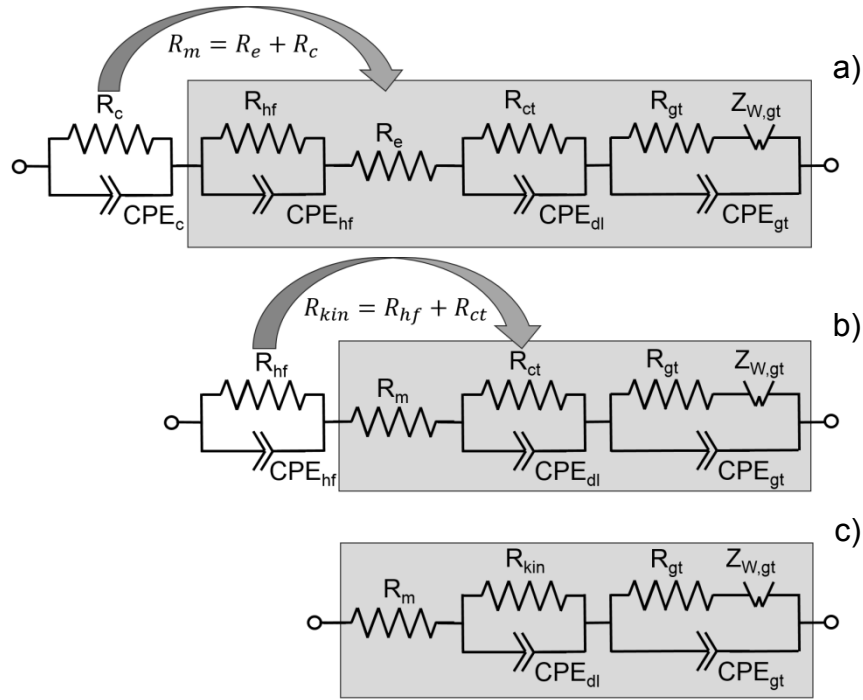 R_m = R_e + R_c
a)
R_c
R_hf
R_e
R_ct
R_gt
Z_W,gt
CPE_c
CPE_hf
CPE_dl
CPE_gt
R_kin = R_hf + R_ct
b)
R_hf
R_m
R_ct
R_gt
Z_W,gt
CPE_hf
CPE_dl
CPE_gt
c)
R_m
R_kin
R_gt
Z_W,gt
CPE_dl
CPE_gt